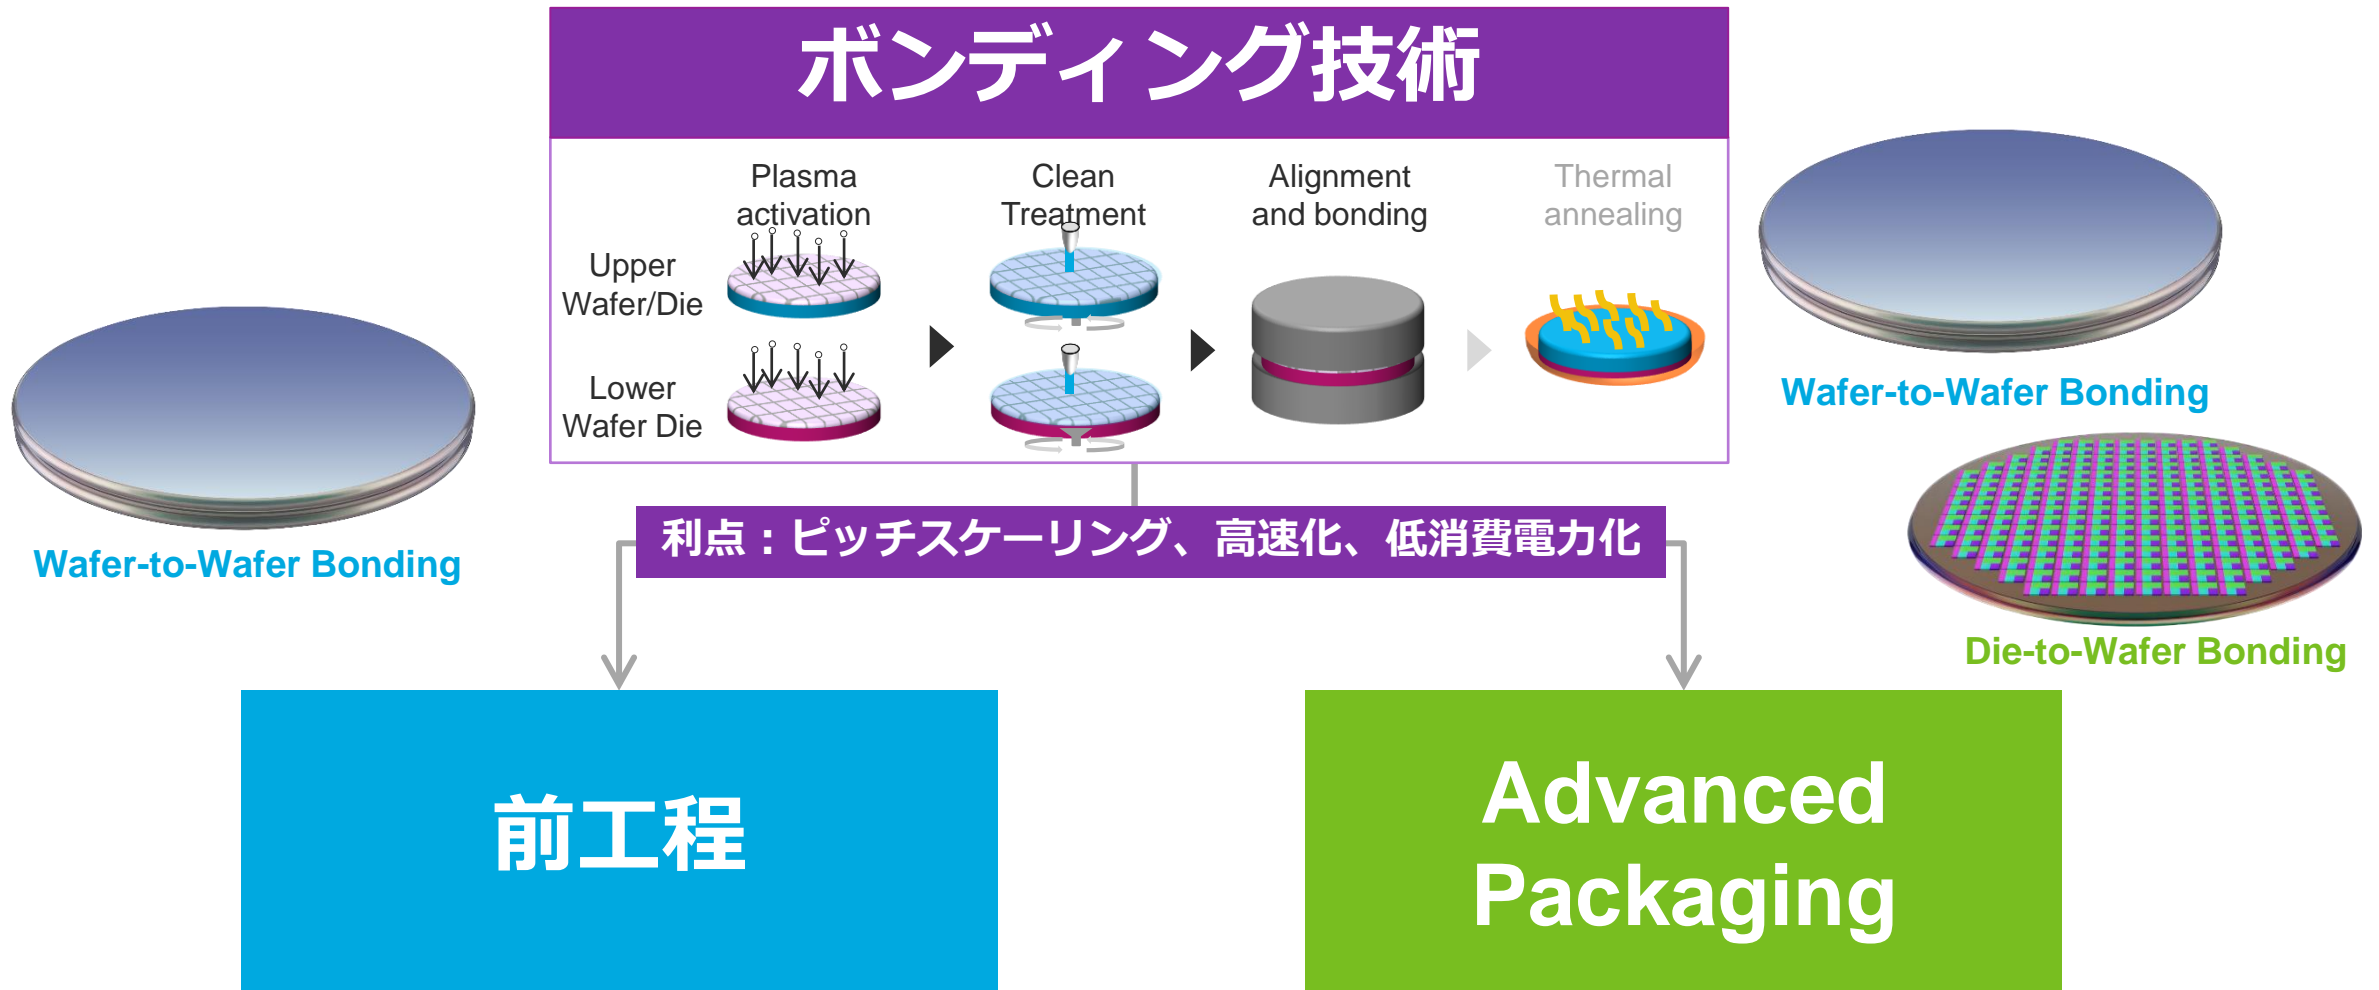 ボンディング技術
Plasma
activation
Clean
Treatment
Alignment
and bonding
Thermal
annealing
Upper
Wafer/Die
Lower
Wafer Die
Wafer-to-Wafer Bonding
Wafer-to-Wafer Bonding
Die-to-Wafer Bonding
利点：ピッチスケーリング、高速化、低消費電力化
前工程
Advanced
Packaging